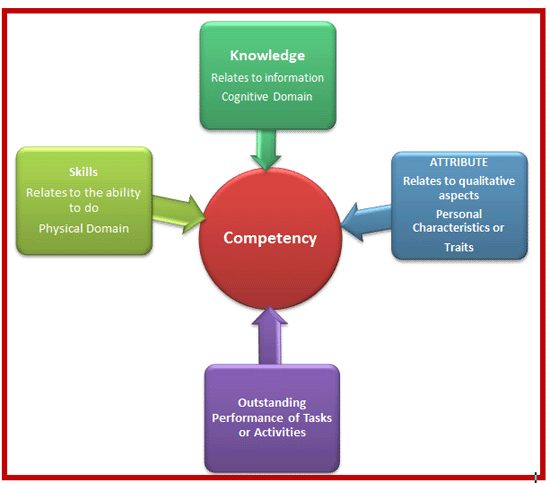 Knowledge
Relates to information
Cognitive Domain
Skills
Relates to the ability
to do
Physical Domain
ATTRIBUTE
Relates to qualitative
aspects
Personal
Characteristics or
Traits
Competency
Outstanding
Performance of Tasks
or Activities